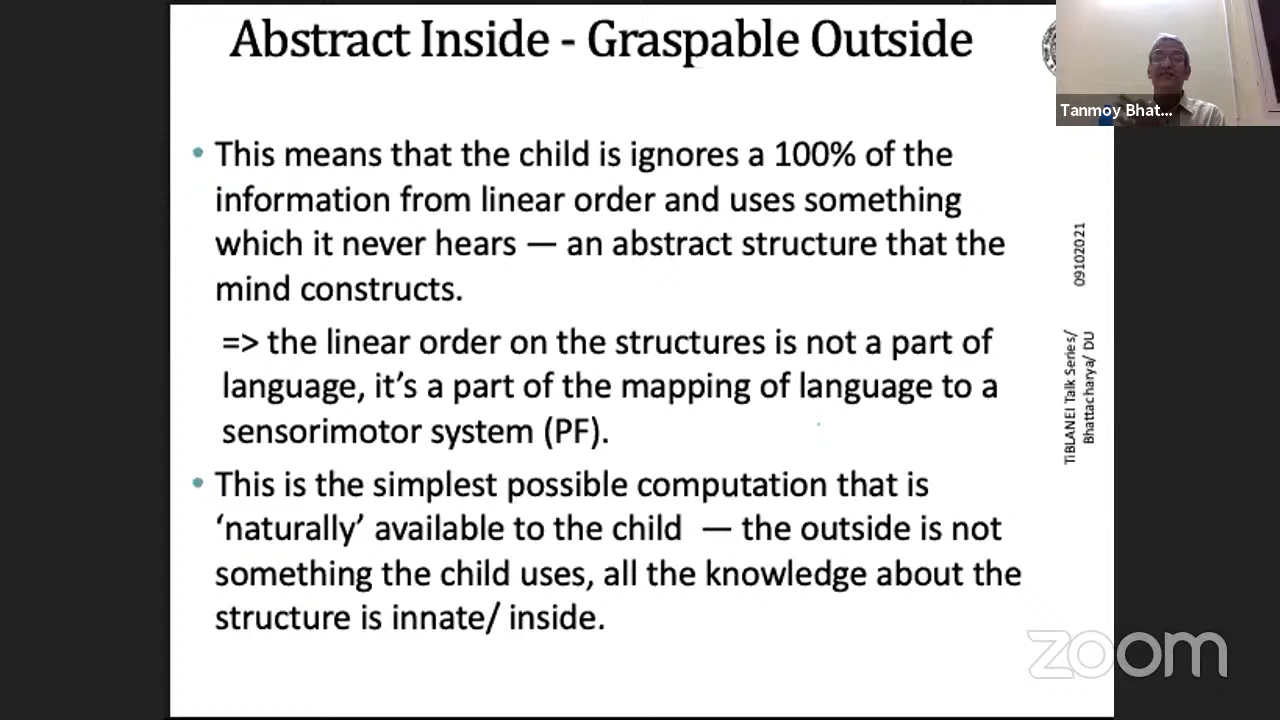 Abstract Inside - Graspable Outside
Tanmoy Bhat...
• This means that the child is ignores a 100% of the
information from linear order and uses something
which it never hears — an abstract structure that the
mind constructs.
=> the linear order on the structures is not a part of
language, it's a part of the mapping of language to a
sensorimotor system (PF).
• This is the simplest possible computation that is
‘naturally’ available to the child — the outside is not
something the child uses, all the knowledge about the
structure is innate/ inside.
09102021
TiBLANEI Talk Series/
Bhattacharya/ DU
zoom